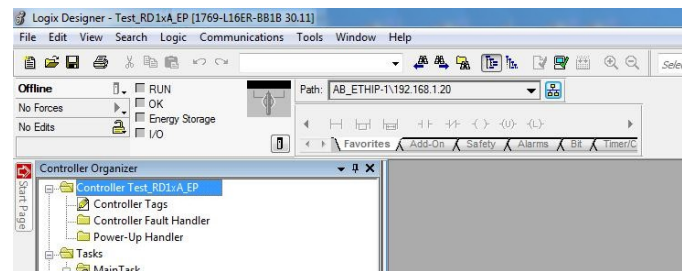 Logix Designer - Test_RD1xA_EP [1769-L16ER-BB1B 30.11]
File Edit View Search Logic Communications Tools Window Help
Sele
Offline
RUN
No Forces
OK
No Edits
Energy Storage
I/O
Path: AB_ETHIP-1\192.168.1.20
Favorites Add-On Safety Alarms Bit Timer/C
Start Page
Controller Organizer
Controller Test_RD1xA_EP
Controller Tags
Controller Fault Handler
Power-Up Handler
Tasks
MainTask